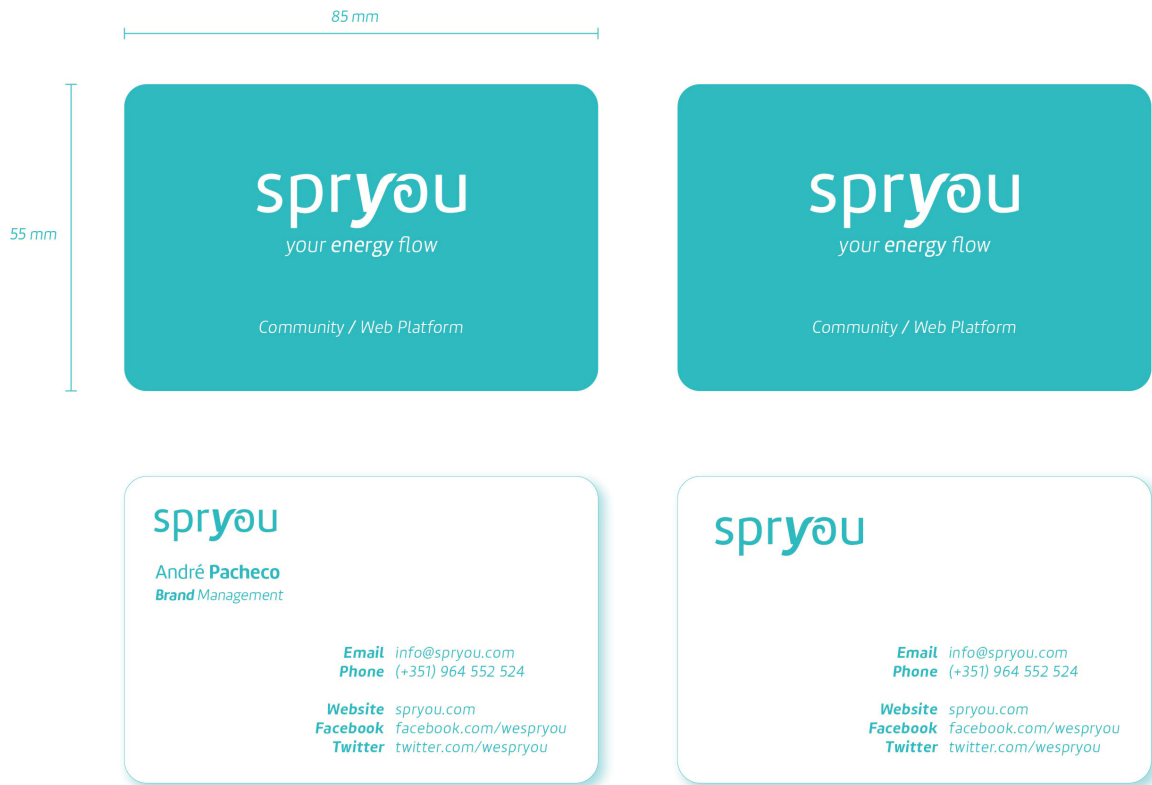 85 mm
55 mm
spryou
your energy flow
Community / Web Platform
spryou
your energy flow
Community / Web Platform
spryou
André Pacheco
Brand Management
Email info@spryou.com
Phone (+351) 964 552 524
Website spryou.com
Facebook facebook.com/wespryou
Twitter twitter.com/wespryou
spryou
Email info@spryou.com
Phone (+351) 964 552 524
Website spryou.com
Facebook facebook.com/wespryou
Twitter twitter.com/wespryou